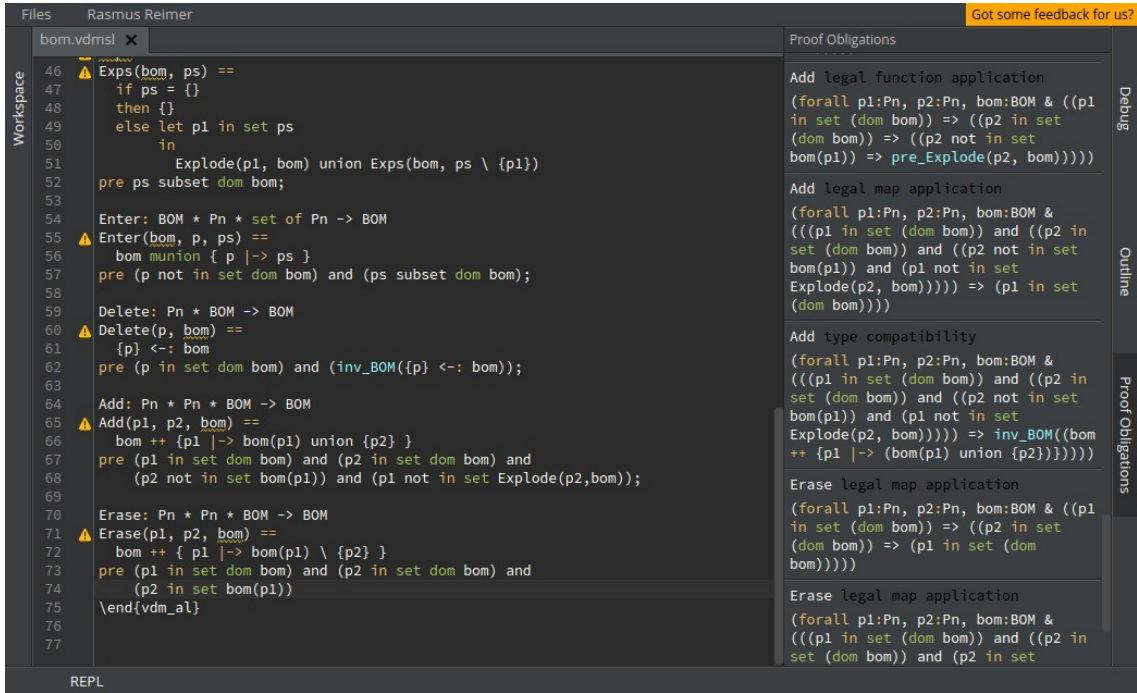 Files Rasmus Reimer Got some feedback for us?
bom.vdmsl ×
Workspace
46 Exps(bom, ps) ==
47 if ps = {}
48 then {}
49 else let p1 in set ps
50 in
51 Explode(p1, bom) union Exps(bom, ps \ {p1})
52 pre ps subset dom bom;
53
54 Enter: BOM * Pn * set of Pn -> BOM
55 Enter(bom, p, ps) ==
56 bom munion { p |-> ps }
57 pre (p not in set dom bom) and (ps subset dom bom);
58
59 Delete: Pn * BOM -> BOM
60 Delete(p, bom) ==
61 {p} <-: bom
62 pre (p in set dom bom) and (inv_BOM({p} <-: bom));
63
64 Add: Pn * Pn * BOM -> BOM
65 Add(p1, p2, bom) ==
66 bom ++ {p1 |-> bom(p1) union {p2} }
67 pre (p1 in set dom bom) and (p2 in set dom bom) and
68 (p2 not in set bom(p1)) and (p1 not in set Explode(p2,bom));
69
70 Erase: Pn * Pn * BOM -> BOM
71 Erase(p1, p2, bom) ==
72 bom ++ { p1 |-> bom(p1) \ {p2} }
73 pre (p1 in set dom bom) and (p2 in set dom bom) and
74 (p2 in set bom(p1))
75 \end{vdm_al}
76
77
Proof Obligations
Add legal function application
(forall p1:Pn, p2:Pn, bom:BOM & ((p1
in set (dom bom)) => ((p2 in set
(dom bom)) => ((p2 not in set
bom(p1)) => pre_Explode(p2, bom)))))
Add legal map application
(forall p1:Pn, p2:Pn, bom:BOM &
(((p1 in set (dom bom)) and ((p2 in
set (dom bom)) and ((p2 not in set
bom(p1)) and (p1 not in set
Explode(p2, bom))))) => (p1 in set
(dom bom))))
Add type compatibility
(forall p1:Pn, p2:Pn, bom:BOM &
(((p1 in set (dom bom)) and ((p2 in
set (dom bom)) and ((p2 not in set
bom(p1)) and (p1 not in set
Explode(p2, bom))))) => inv_BOM((bom
++ {p1 |-> (bom(p1) union {p2})}))))
Erase legal map application
(forall p1:Pn, p2:Pn, bom:BOM & ((p1
in set (dom bom)) => ((p2 in set
(dom bom)) => (p1 in set (dom
bom)))))
Erase legal map application
(forall p1:Pn, p2:Pn, bom:BOM &
(((p1 in set (dom bom)) and ((p2 in
set (dom bom)) and (p2 in set
Debug
Outline
Proof Obligations
REPL